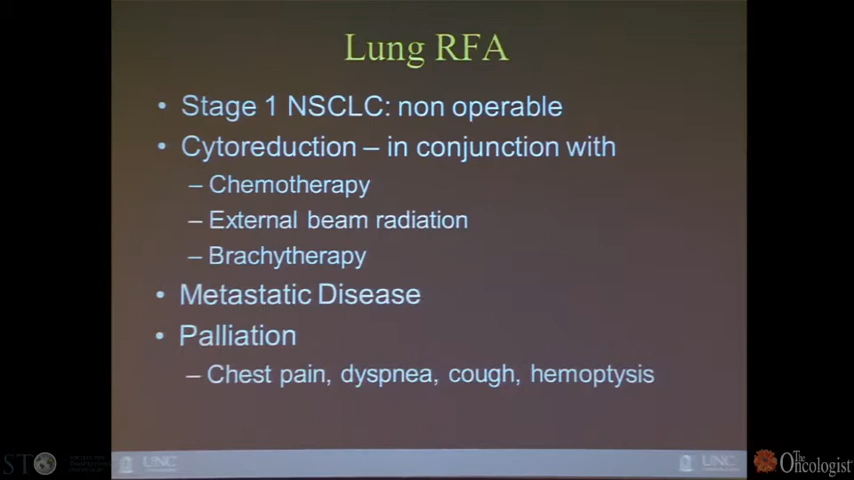 Lung RFA
• Stage 1 NSCLC: non operable
• Cytoreduction – in conjunction with
– Chemotherapy
– External beam radiation
– Brachytherapy
• Metastatic Disease
• Palliation
– Chest pain, dyspnea, cough, hemoptysis
STO
UNC
UNC
The Oncologist